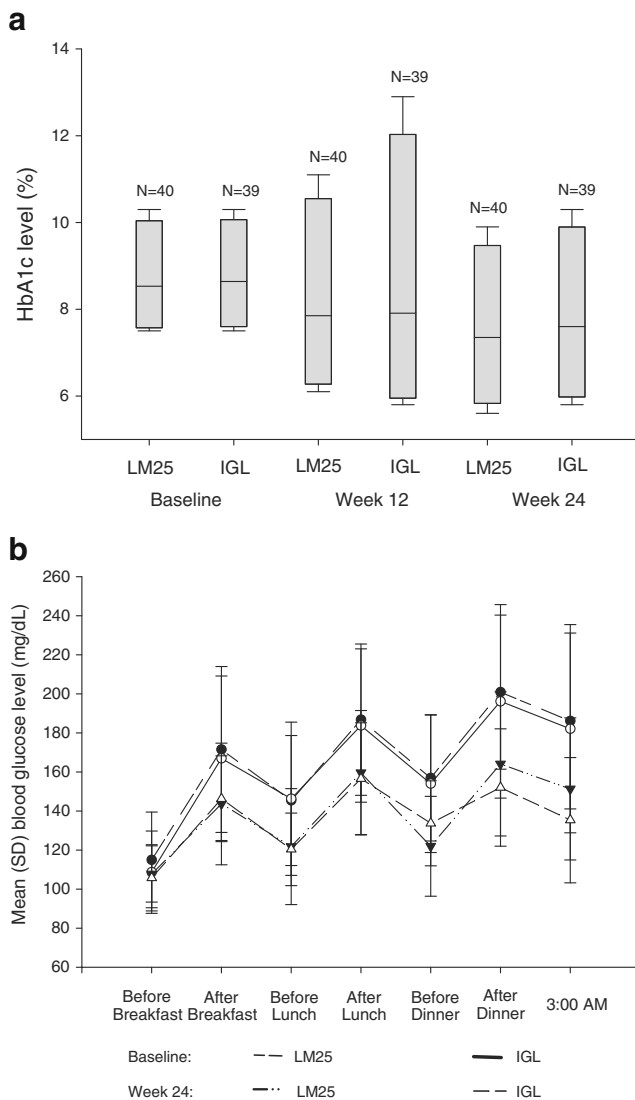 a
14
12
10
8
6
HbA1c level (%)
N=40
N=39
N=40
N=39
N=40
N=39
LM25
IGL
LM25
IGL
LM25
IGL
Baseline
Week 12
Week 24
b
260
240
220
200
180
160
140
120
100
80
60
Mean (SD) blood glucose level (mg/dL)
Before Breakfast
After Breakfast
Before Lunch
After Lunch
Before Dinner
After Dinner
3:00 AM
Baseline: LM25 IGL
Week 24: LM25 IGL